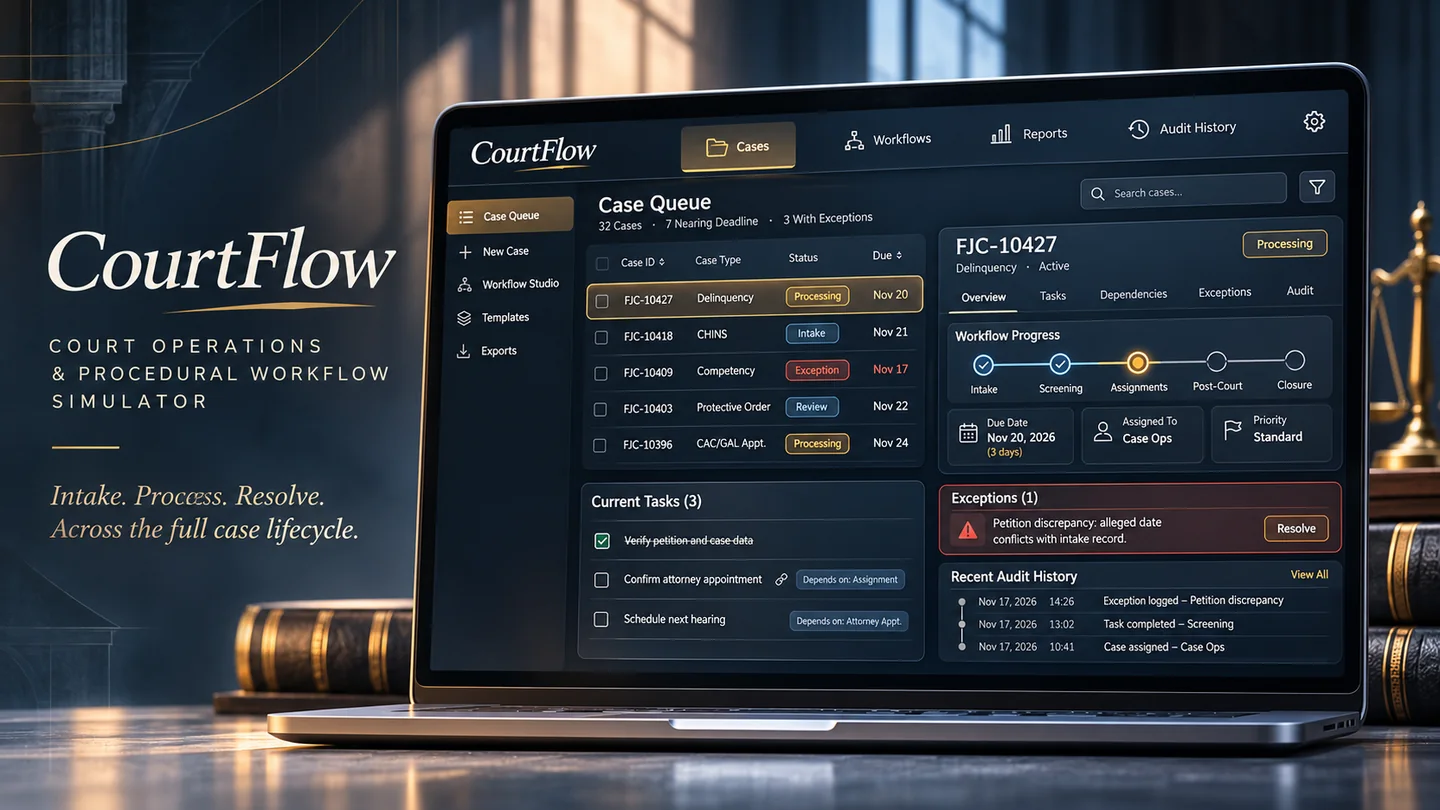 CourtFlow
COURT OPERATIONS
& PROCEDURAL WORKFLOW
SIMULATOR
Intake. Process. Resolve.
Across the full case lifecycle.
CourtFlow
Cases
Workflows
Reports
Audit History
Case Queue
New Case
Workflow Studio
Templates
Exports
Case Queue
32 Cases · 7 Nearing Deadline · 3 With Exceptions
Search cases...
Case ID Case Type Status Due
FJC-10427 Delinquency Processing Nov 20
FJC-10418 CHINS Intake Nov 21
FJC-10409 Competency Exception Nov 17
FJC-10403 Protective Order Review Nov 22
FJC-10396 CAC/GAL Appt. Processing Nov 24
Current Tasks (3)
Verify petition and case data
Confirm attorney appointment Depends on: Assignment
Schedule next hearing Depends on: Attorney Appt.
FJC-10427
Processing
Delinquency · Active
Overview Tasks Dependencies Exceptions Audit
Workflow Progress
Intake Screening Assignments Post-Court Closure
Due Date
Nov 20, 2026
(3 days)
Assigned To
Case Ops
Priority
Standard
Exceptions (1)
Petition discrepancy: alleged date
conflicts with intake record.
Resolve
Recent Audit History
View All
Nov 17, 2026 14:26 Exception logged – Petition discrepancy
Nov 17, 2026 13:02 Task completed – Screening
Nov 17, 2026 10:41 Case assigned – Case Ops